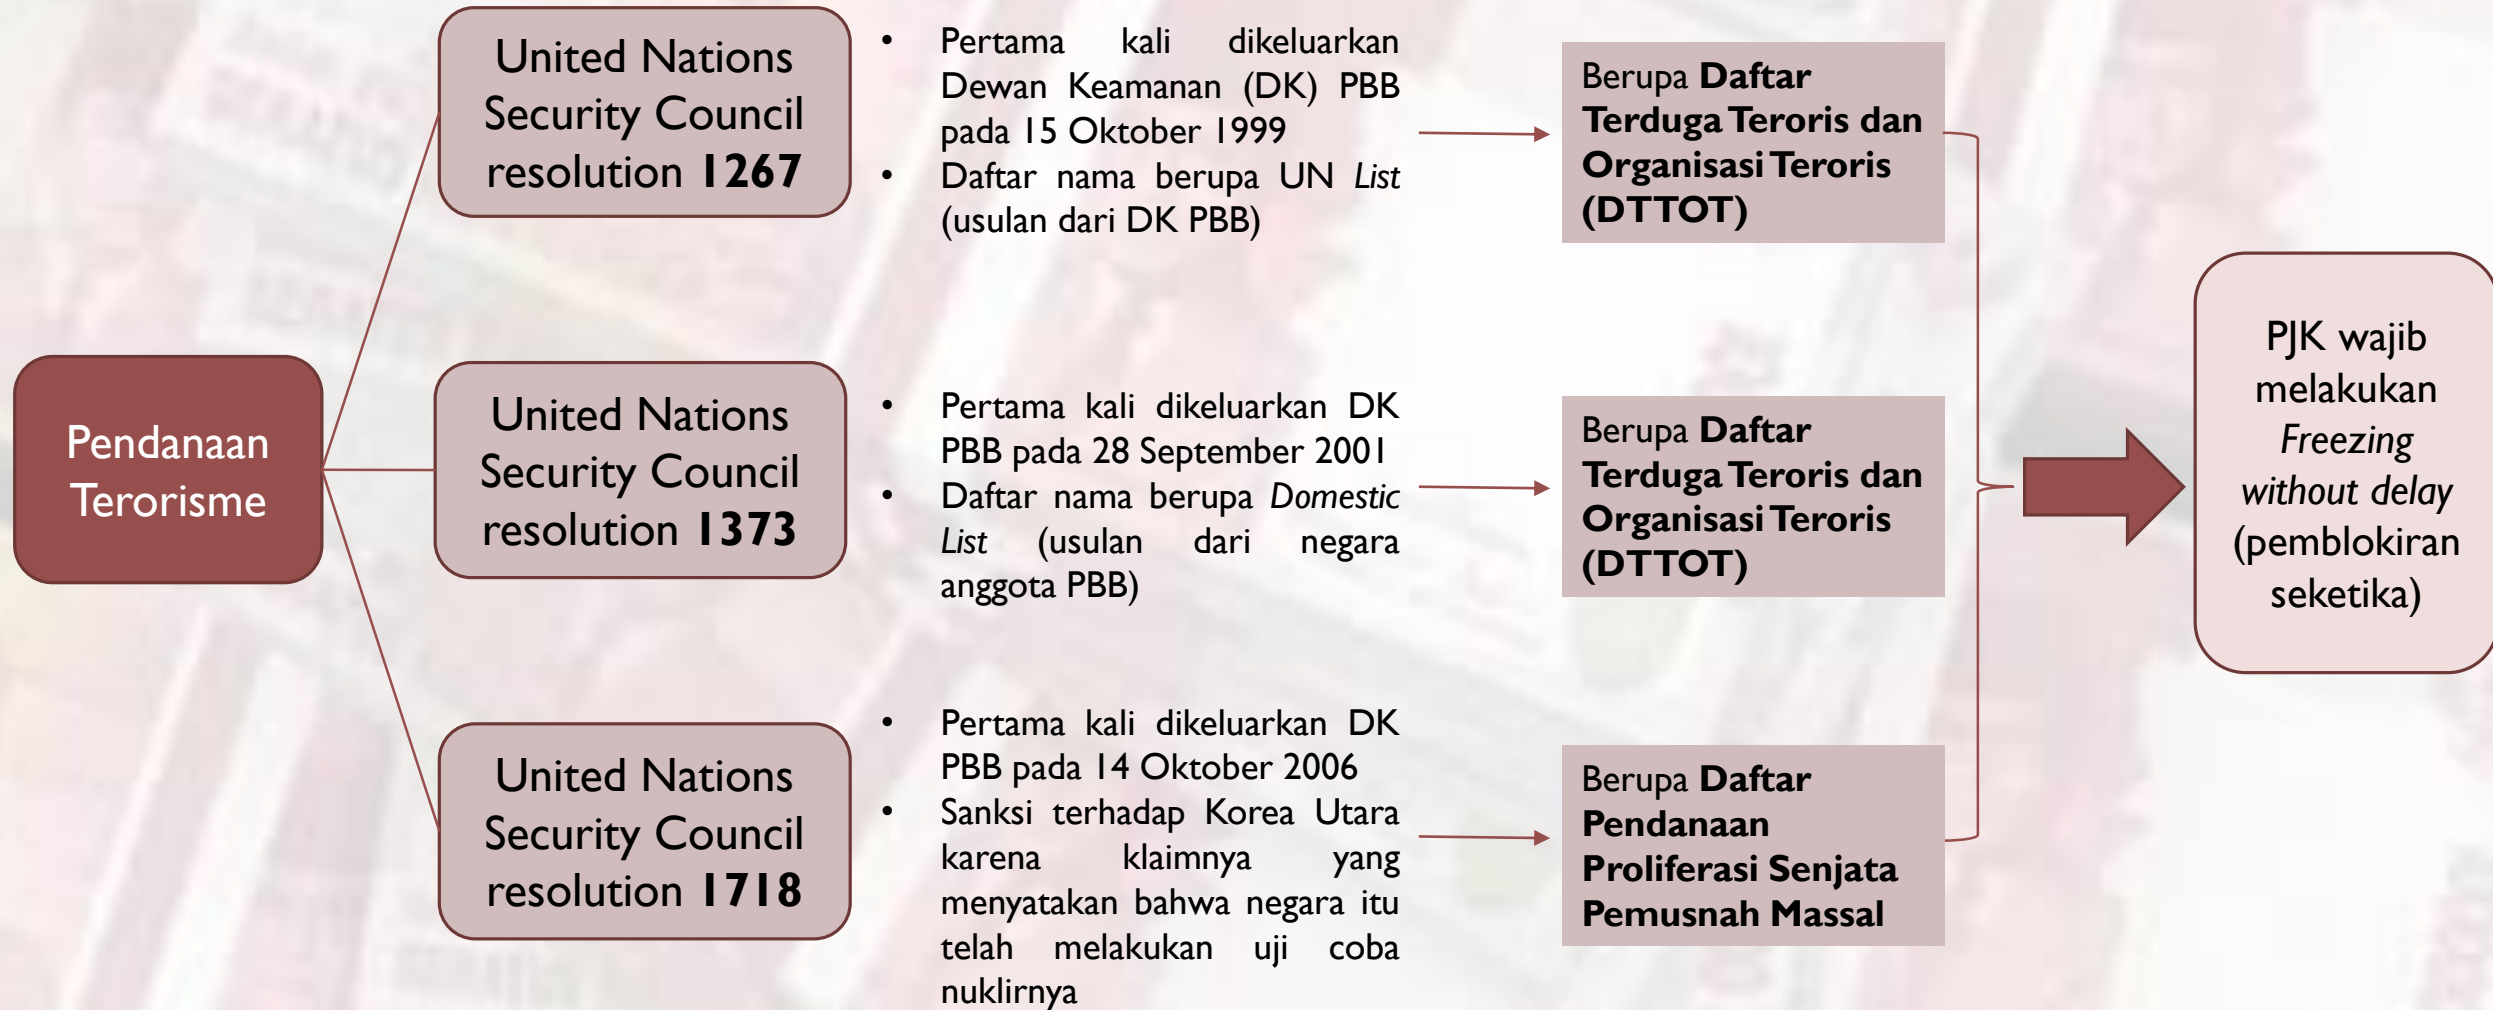 Pendanaan
Terorisme
United Nations
Security Council
resolution 1267
• Pertama kali dikeluarkan
Dewan Keamanan (DK) PBB
pada 15 Oktober 1999
• Daftar nama berupa UN List
(usulan dari DK PBB)
Berupa Daftar
Terduga Teroris dan
Organisasi Teroris
(DTTOT)
United Nations
Security Council
resolution 1373
• Pertama kali dikeluarkan DK
PBB pada 28 September 2001
• Daftar nama berupa Domestic
List (usulan dari negara
anggota PBB)
Berupa Daftar
Terduga Teroris dan
Organisasi Teroris
(DTTOT)
United Nations
Security Council
resolution 1718
• Pertama kali dikeluarkan DK
PBB pada 14 Oktober 2006
• Sanksi terhadap Korea Utara
karena klaimnya yang
menyatakan bahwa negara itu
telah melakukan uji coba
nuklirnya
Berupa Daftar
Pendanaan
Proliferasi Senjata
Pemusnah Massal
PJK wajib
melakukan
Freezing
without delay
(pemblokiran
seketika)